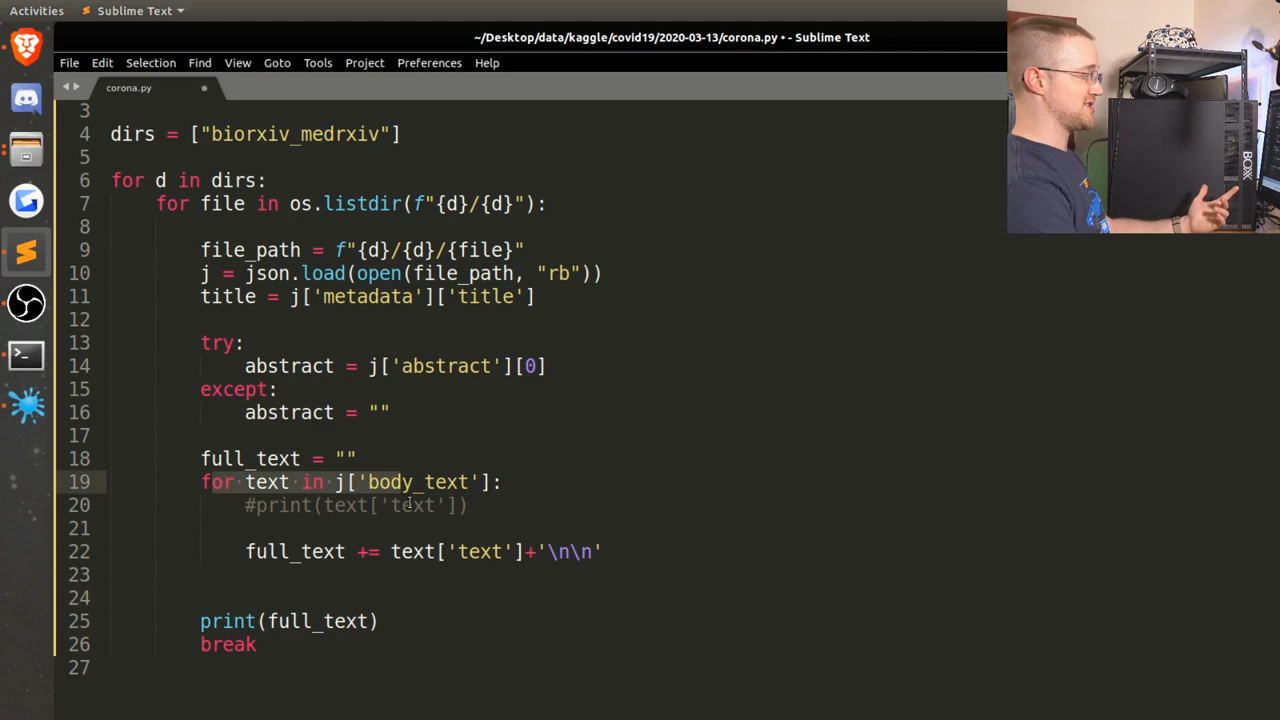 Activities
Sublime Text
~/Desktop/data/kaggle/covid19/2020-03-13/corona.py • - Sublime Text
File Edit Selection Find View Goto Tools Project Preferences Help
corona.py
3
4 dirs = ["biorxiv_medrxiv"]
5
6 for d in dirs:
7 for file in os.listdir(f"{d}/{d}"):
8
9 file_path = f"{d}/{d}/{file}"
10 j = json.load(open(file_path, "rb"))
11 title = j['metadata']['title']
12
13 try:
14 abstract = j['abstract'][0]
15 except:
16 abstract = ""
17
18 full_text = ""
19 for text in j['body_text']:
20 #print(text['text'])
21
22 full_text += text['text']+'\n\n'
23
24
25 print(full_text)
26 break
27
BOXX